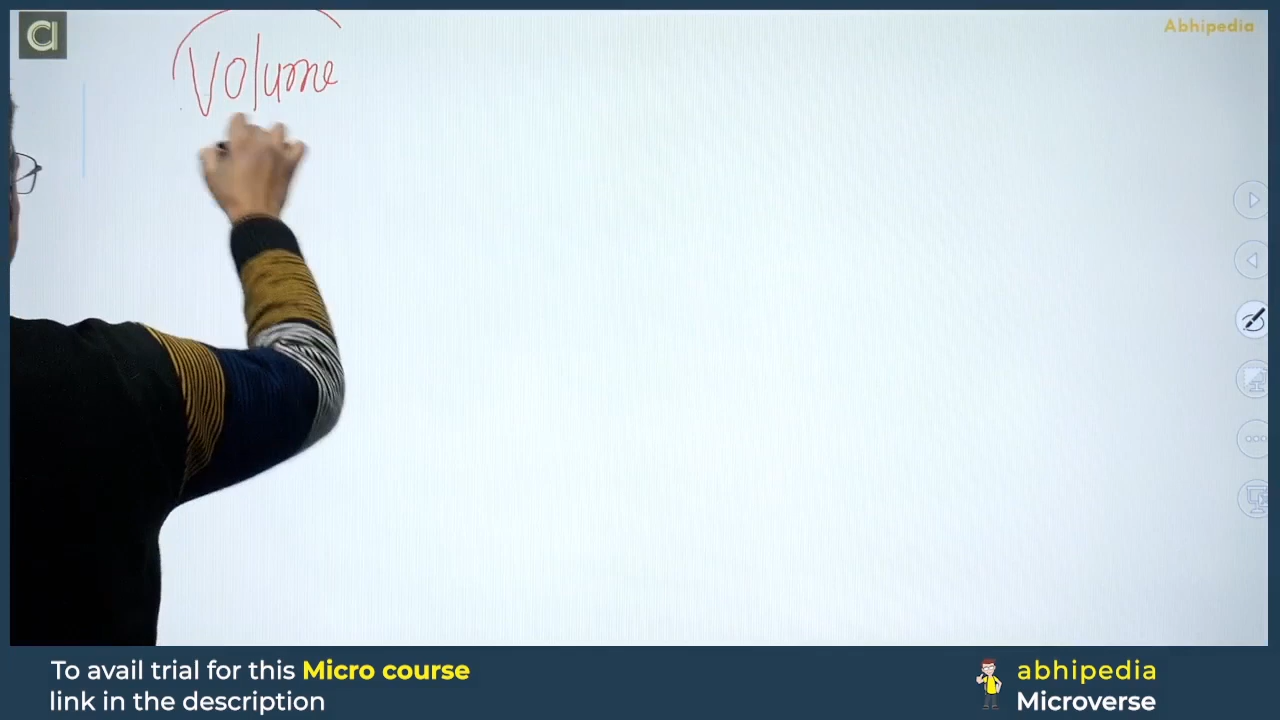 a
Abhipedia
Volume
To avail trial for this Micro course
link in the description
abhipedia
Microverse